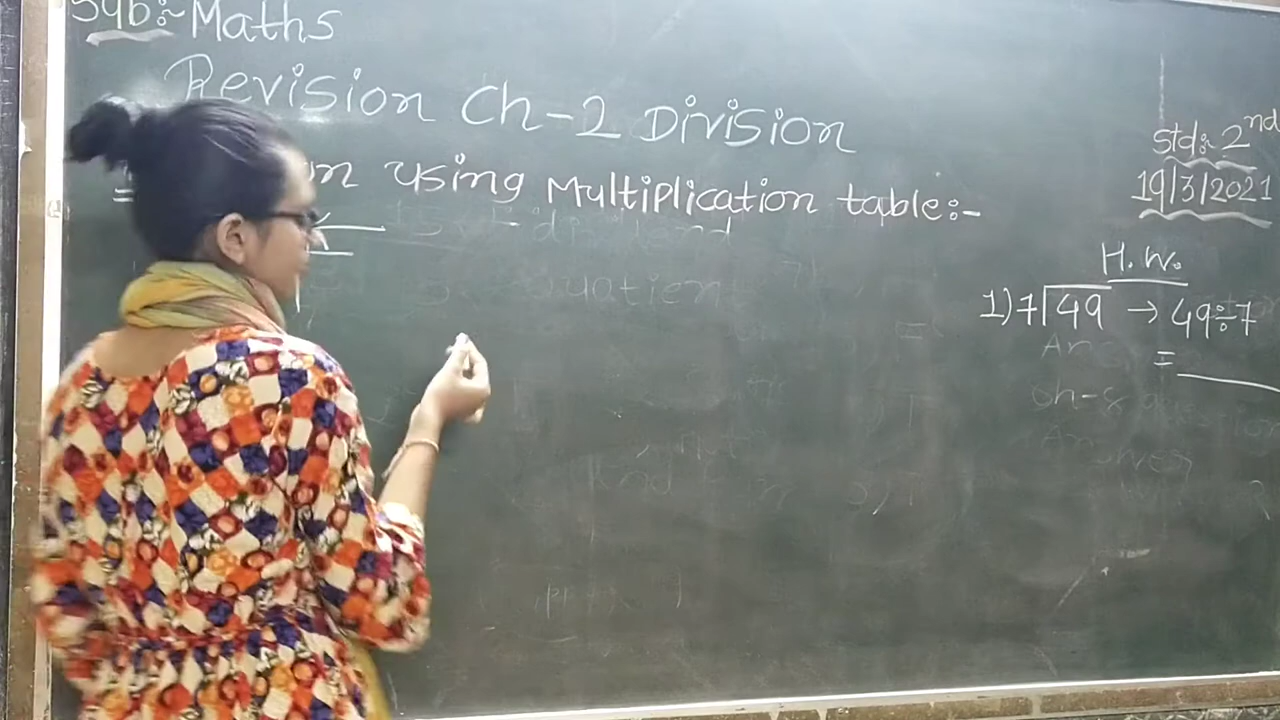 Sub:- Maths
Revision Ch-2 Division
using Multiplication table:-
Std:- 2nd
19/3/2021
H.W.
1) 7)49 → 49÷7
= ____